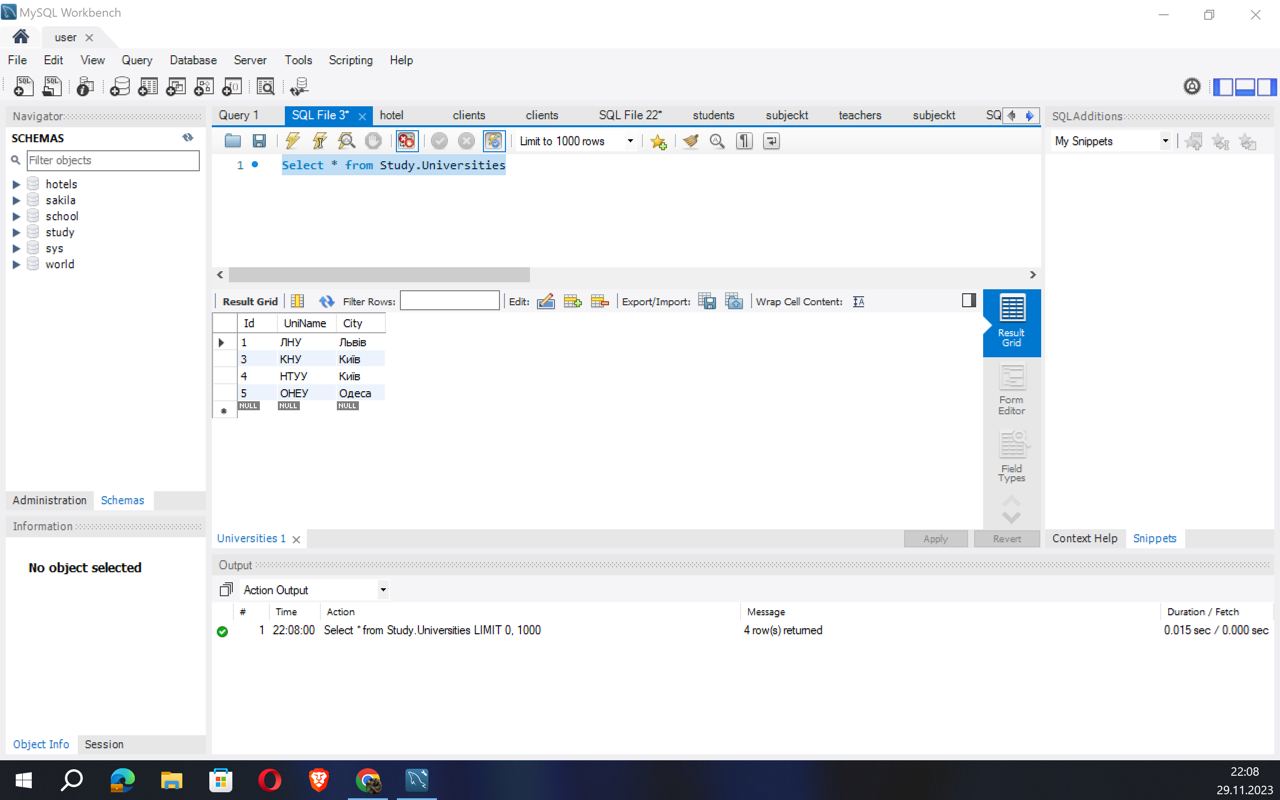 MySQL Workbench
user
File Edit View Query Database Server Tools Scripting Help
Navigator
SCHEMAS
Filter objects
hotels
sakila
school
study
sys
world
Administration Schemas
Information
No object selected
Object Info Session
Query 1 SQL File 3* hotel clients clients SQL File 22* students subjeckt teachers subjeckt SQ
Limit to 1000 rows
1 Select * from Study.Universities
Result Grid Filter Rows: Edit: Export/Import: Wrap Cell Content:
Id UniName City
1 ЛНУ Львів
3 КНУ Київ
4 НТУУ Київ
5 ОНЕУ Одеса
NULL NULL NULL
Result Grid
Form Editor
Field Types
Universities 1 Apply Revert
SQLAdditions
My Snippets
Context Help Snippets
Output
Action Output
# Time Action Message Duration / Fetch
1 22:08:00 Select * from Study.Universities LIMIT 0, 1000 4 row(s) returned 0.015 sec / 0.000 sec
22:08
29.11.2023